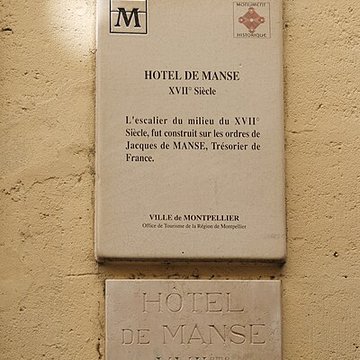 M
MONUMENT
HISTORIQUE
HOTEL DE MANSE
XVII° Siècle
L'escalier du milieu du XVII°
Siècle, fut construit sur les ordres de
Jacques de MANSE, Trésorier de
France.
VILLE de MONTPELLIER
Office de Tourisme de la Région de Montpellier
HÔTEL
DE MANSE